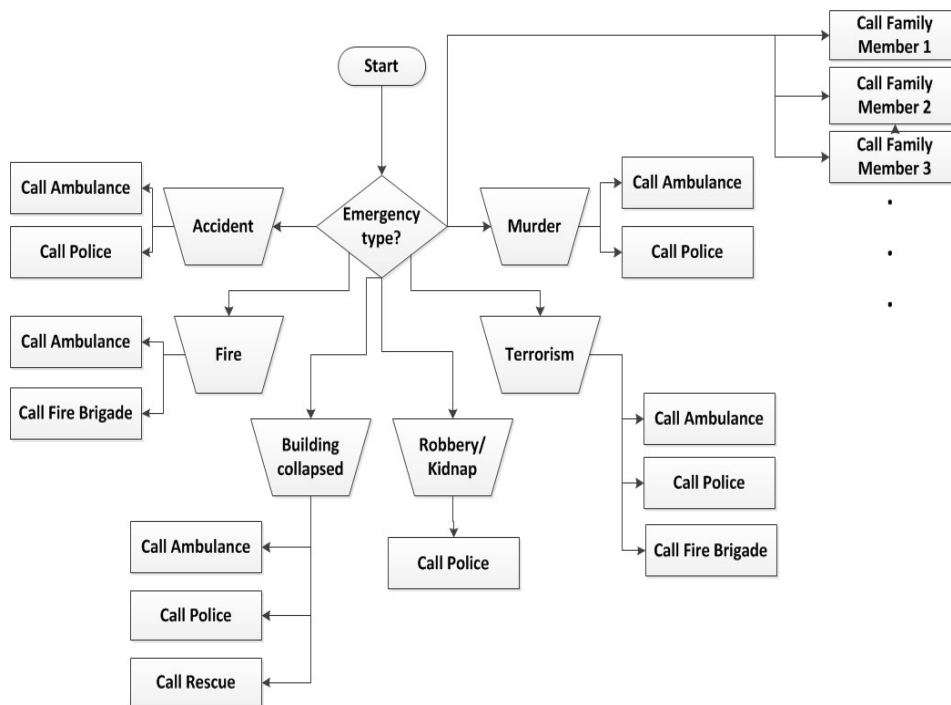 Start
Call Family
Member 1
Call Family
Member 2
Call Family
Member 3
Emergency
type?
Accident
Call Ambulance
Call Police
Murder
Call Ambulance
Call Police
Fire
Call Ambulance
Call Fire Brigade
Terrorism
Call Ambulance
Call Police
Call Fire Brigade
Building
collapsed
Call Ambulance
Call Police
Call Rescue
Robbery/
Kidnap
Call Police